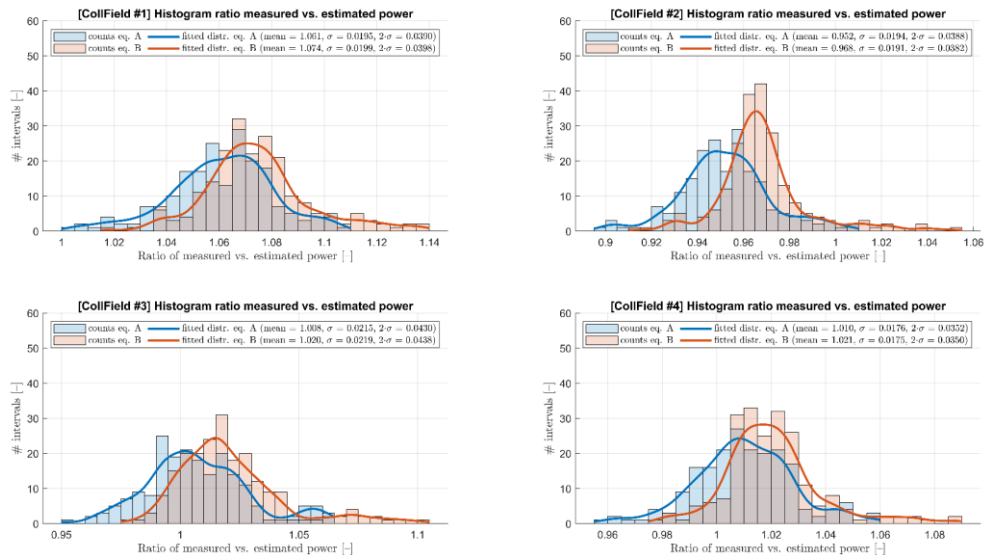 [CollField #1] Histogram ratio measured vs. estimated power
counts eq. A fitted distr. eq. A (mean = 1.061, σ = 0.0195, 2·σ = 0.0390)
counts eq. B fitted distr. eq. B (mean = 1.074, σ = 0.0199, 2·σ = 0.0398)
60
50
40
30
20
10
0
# intervals [–]
1 1.02 1.04 1.06 1.08 1.1 1.12 1.14
Ratio of measured vs. estimated power [–]
[CollField #2] Histogram ratio measured vs. estimated power
counts eq. A fitted distr. eq. A (mean = 0.952, σ = 0.0194, 2·σ = 0.0388)
counts eq. B fitted distr. eq. B (mean = 0.968, σ = 0.0191, 2·σ = 0.0382)
60
50
40
30
20
10
0
# intervals [–]
0.9 0.92 0.94 0.96 0.98 1 1.02 1.04 1.06
Ratio of measured vs. estimated power [–]
[CollField #3] Histogram ratio measured vs. estimated power
counts eq. A fitted distr. eq. A (mean = 1.008, σ = 0.0215, 2·σ = 0.0430)
counts eq. B fitted distr. eq. B (mean = 1.020, σ = 0.0219, 2·σ = 0.0438)
60
50
40
30
20
10
0
# intervals [–]
0.95 1 1.05 1.1
Ratio of measured vs. estimated power [–]
[CollField #4] Histogram ratio measured vs. estimated power
counts eq. A fitted distr. eq. A (mean = 1.010, σ = 0.0176, 2·σ = 0.0352)
counts eq. B fitted distr. eq. B (mean = 1.021, σ = 0.0175, 2·σ = 0.0350)
60
50
40
30
20
10
0
# intervals [–]
0.96 0.98 1 1.02 1.04 1.06 1.08
Ratio of measured vs. estimated power [–]